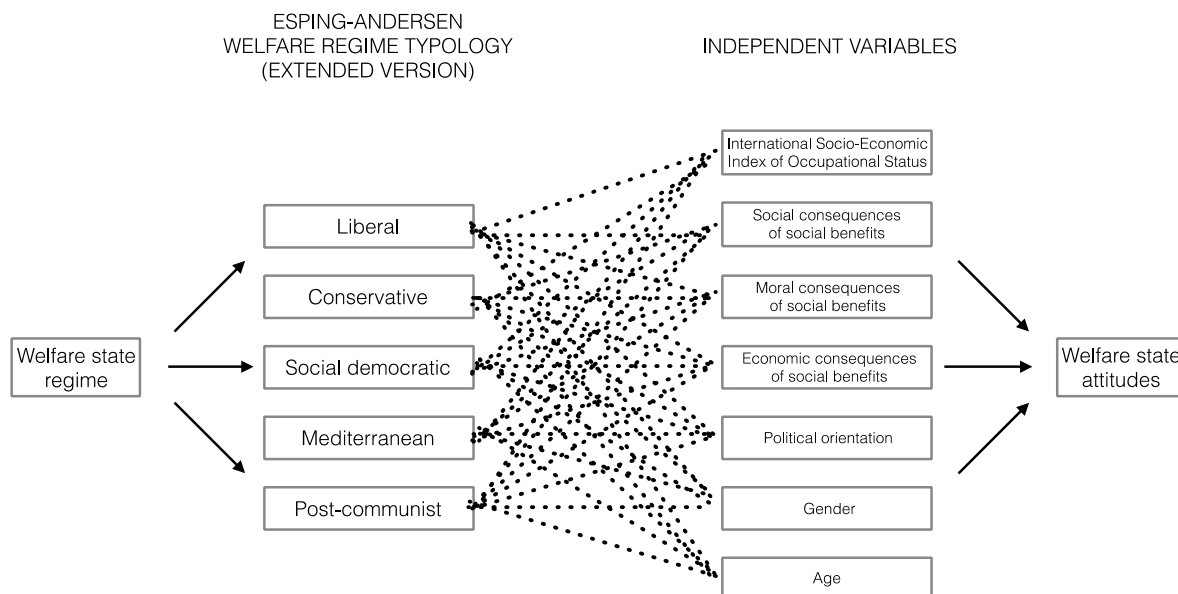 ESPING-ANDERSEN
WELFARE REGIME TYPOLOGY
(EXTENDED VERSION)
INDEPENDENT VARIABLES
Welfare state
regime
Liberal
Conservative
Social democratic
Mediterranean
Post-communist
International Socio-Economic
Index of Occupational Status
Social consequences
of social benefits
Moral consequences
of social benefits
Economic consequences
of social benefits
Political orientation
Gender
Age
Welfare state
attitudes